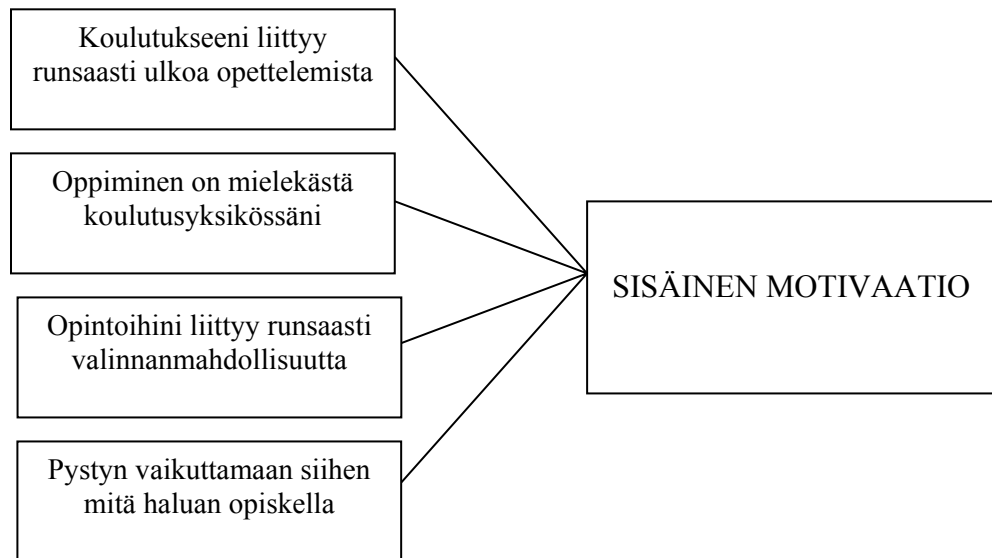 Koulutukseeni liittyy
runsaasti ulkoa opettelemista
Oppiminen on mielekästä
koulutusyksikössäni
Opintoihini liittyy runsaasti
valinnanmahdollisuutta
Pystyn vaikuttamaan siihen
mitä haluan opiskella
SISÄINEN MOTIVAATIO